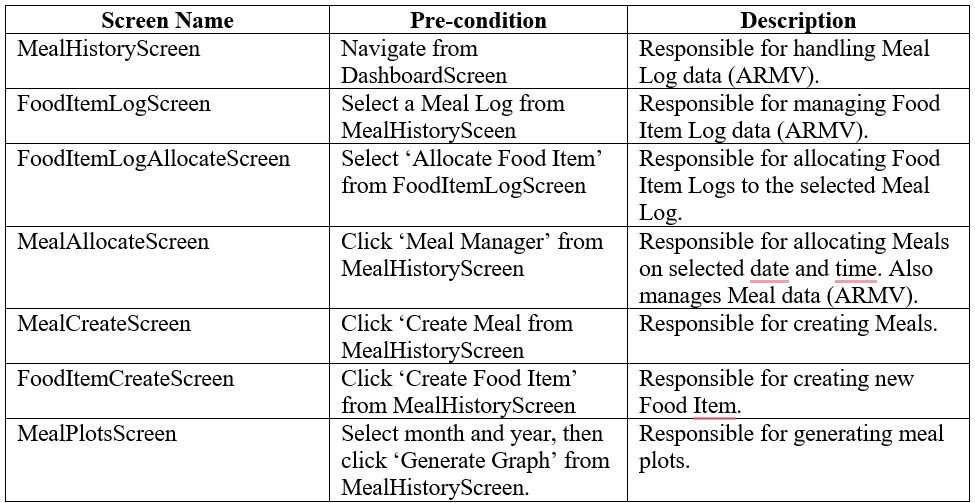 Screen Name Pre-condition Description
MealHistoryScreen Navigate from Responsible for handling Meal
DashboardScreen Log data (ARMV).
FoodItemLogScreen Select a Meal Log from Responsible for managing Food
MealHistorySceen Item Log data (ARMV).
FoodItemLogAllocateScreen Select ‘Allocate Food Item’ Responsible for allocating Food
from FoodItemLogScreen Item Logs to the selected Meal
Log.
MealAllocateScreen Click ‘Meal Manager’ from Responsible for allocating Meals
MealHistoryScreen on selected date and time. Also
manages Meal data (ARMV).
MealCreateScreen Click ‘Create Meal from Responsible for creating Meals.
MealHistoryScreen
FoodItemCreateScreen Click ‘Create Food Item’ Responsible for creating new
from MealHistoryScreen Food Item.
MealPlotsScreen Select month and year, then Responsible for generating meal
click ‘Generate Graph’ from plots.
MealHistoryScreen.